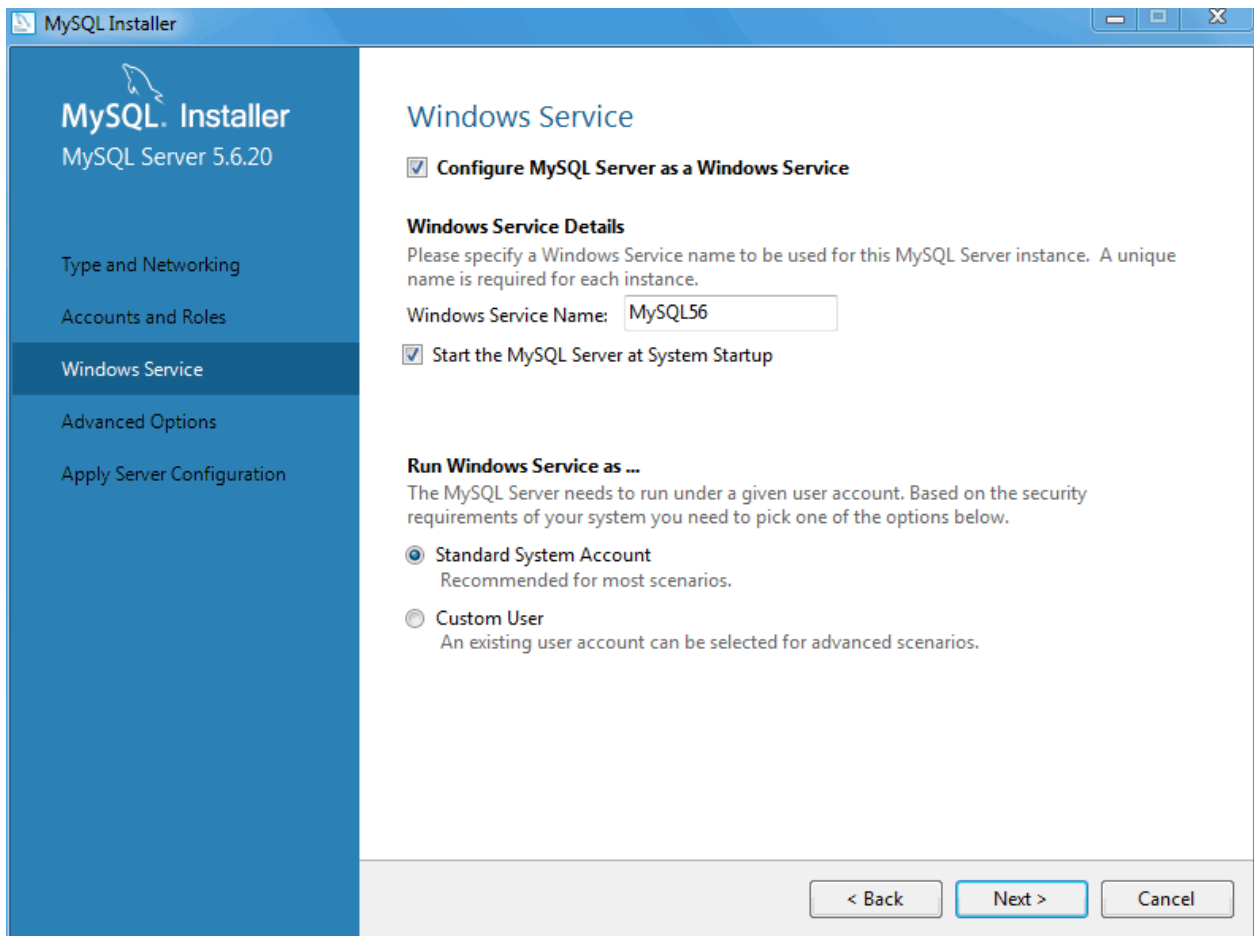 MySQL Installer
MySQL. Installer
MySQL Server 5.6.20
Type and Networking
Accounts and Roles
Windows Service
Advanced Options
Apply Server Configuration
Windows Service
Configure MySQL Server as a Windows Service
Windows Service Details
Please specify a Windows Service name to be used for this MySQL Server instance. A unique
name is required for each instance.
Windows Service Name: MySQL56
Start the MySQL Server at System Startup
Run Windows Service as ...
The MySQL Server needs to run under a given user account. Based on the security
requirements of your system you need to pick one of the options below.
Standard System Account
Recommended for most scenarios.
Custom User
An existing user account can be selected for advanced scenarios.
< Back Next > Cancel